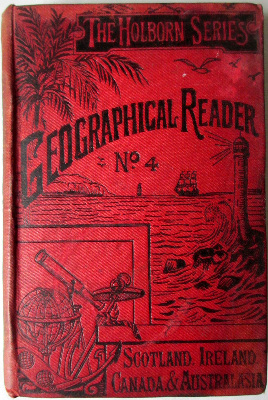 THE HOLBORN SERIES
GEOGRAPHICAL READER
No. 4
SCOTLAND, IRELAND,
CANADA & AUSTRALASIA